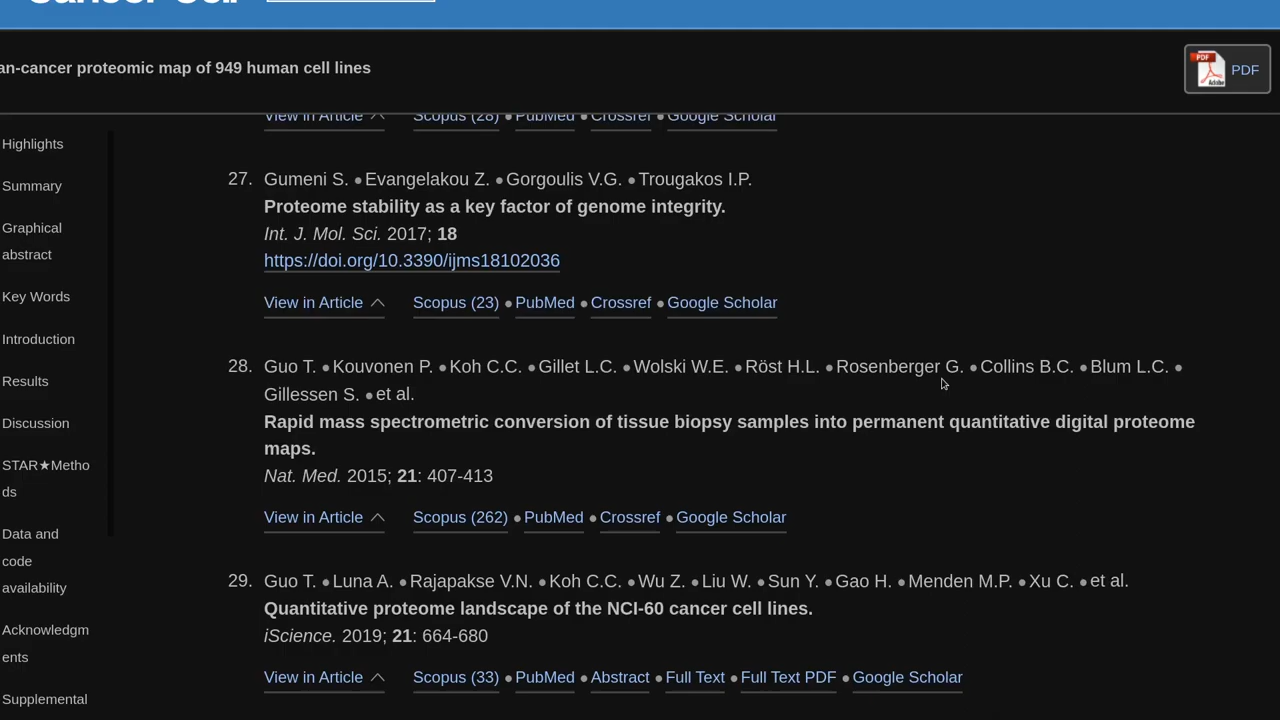 Cancer Cell
an-cancer proteomic map of 949 human cell lines
PDF
PDF
Adobe
Highlights
Summary
Graphical
abstract
Key Words
Introduction
Results
Discussion
STAR★Metho
ds
Data and
code
availability
Acknowledgm
ents
Supplemental
View in Article Scopus (28) • PubMed • Crossref • Google Scholar
27. Gumeni S. • Evangelakou Z. • Gorgoulis V.G. • Trougakos I.P.
Proteome stability as a key factor of genome integrity.
Int. J. Mol. Sci. 2017; 18
https://doi.org/10.3390/ijms18102036
View in Article Scopus (23) • PubMed • Crossref • Google Scholar
28. Guo T. • Kouvonen P. • Koh C.C. • Gillet L.C. • Wolski W.E. • Röst H.L. • Rosenberger G. • Collins B.C. • Blum L.C. •
Gillessen S. • et al.
Rapid mass spectrometric conversion of tissue biopsy samples into permanent quantitative digital proteome
maps.
Nat. Med. 2015; 21: 407-413
View in Article Scopus (262) • PubMed • Crossref • Google Scholar
29. Guo T. • Luna A. • Rajapakse V.N. • Koh C.C. • Wu Z. • Liu W. • Sun Y. • Gao H. • Menden M.P. • Xu C. • et al.
Quantitative proteome landscape of the NCI-60 cancer cell lines.
iScience. 2019; 21: 664-680
View in Article Scopus (33) • PubMed • Abstract • Full Text • Full Text PDF • Google Scholar